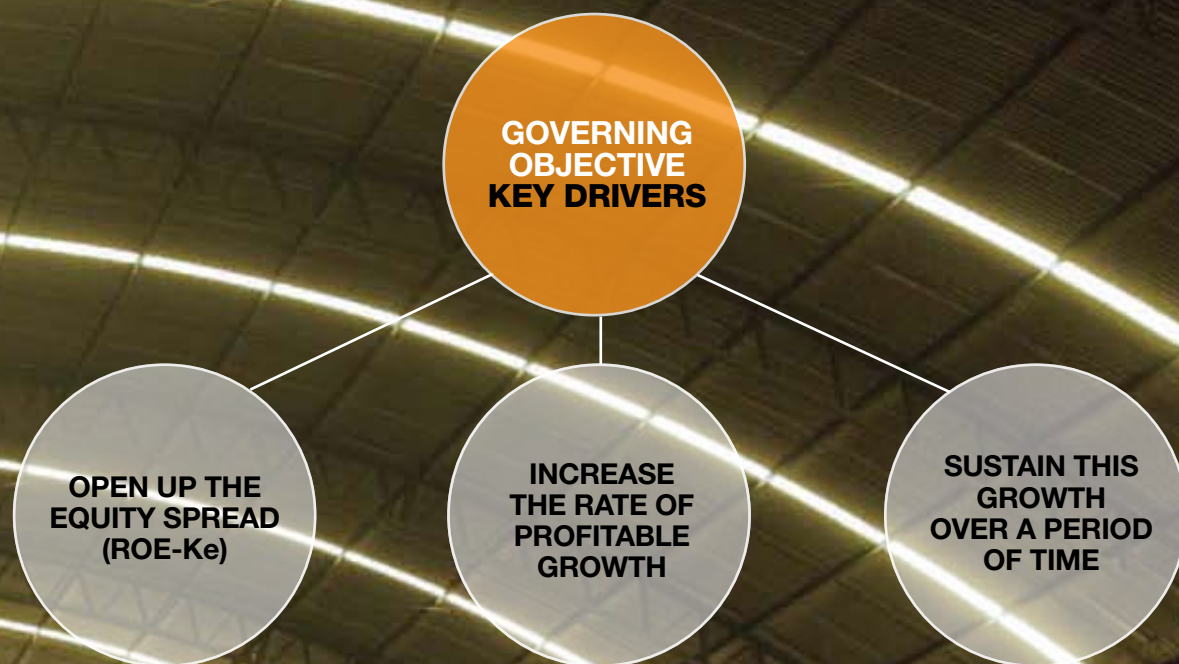 GOVERNING
OBJECTIVE
KEY DRIVERS
OPEN UP THE
EQUITY SPREAD
(ROE-Ke)
INCREASE
THE RATE OF
PROFITABLE
GROWTH
SUSTAIN THIS
GROWTH
OVER A PERIOD
OF TIME